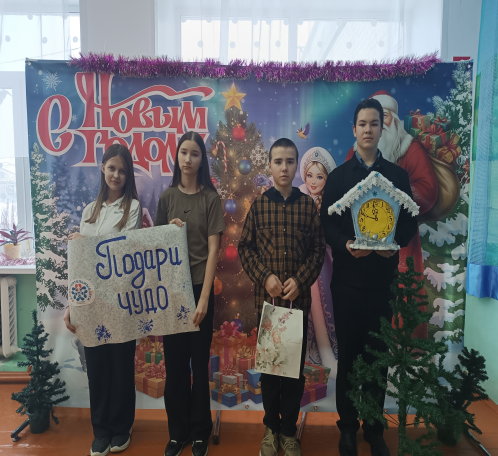 С Новым
годом
Подари
чудо